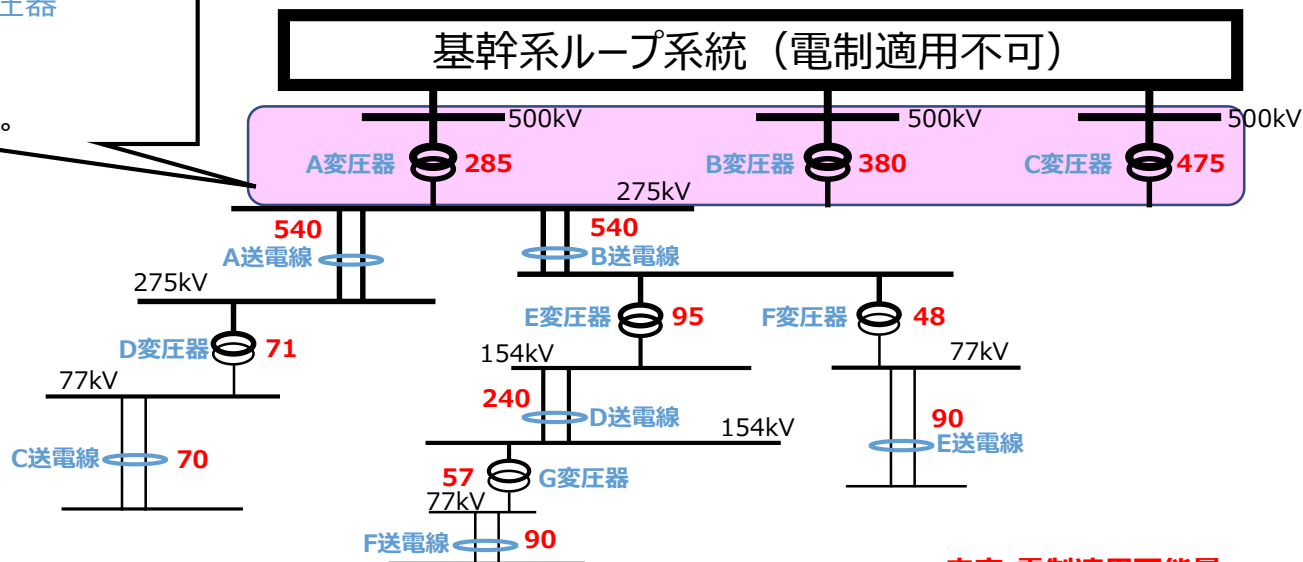 圧器
。
基幹系ループ系統（電制適用不可）
500kV
500kV
500kV
A変圧器
285
B変圧器
380
C変圧器
475
275kV
540
A送電線
540
B送電線
275kV
D変圧器
71
E変圧器
95
F変圧器
48
77kV
154kV
77kV
240
D送電線
154kV
90
E送電線
C送電線
70
57
G変圧器
77kV
F送電線
90